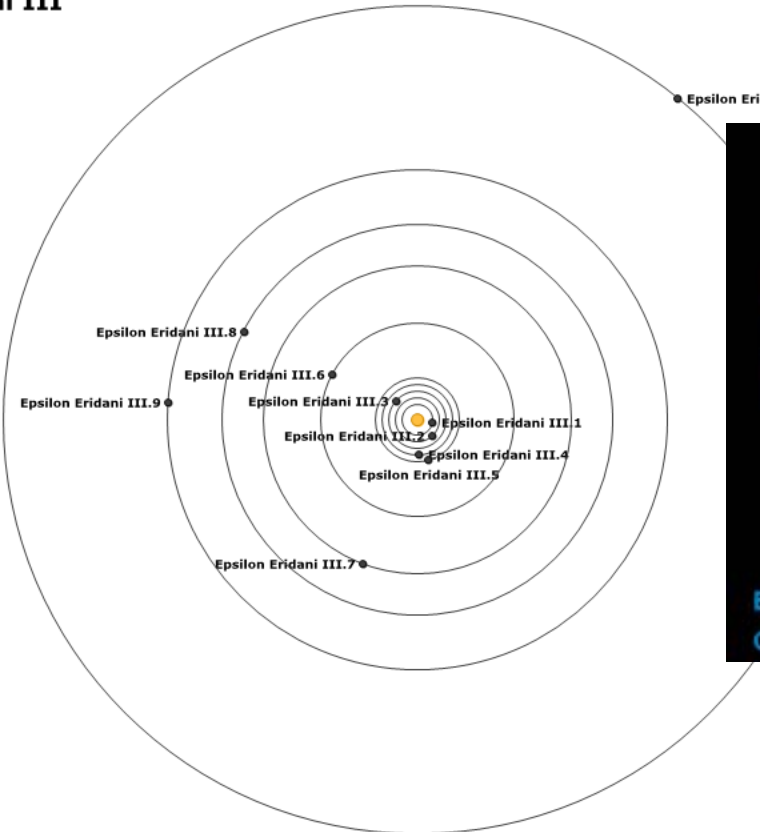 III
Epsilon Eri
Epsilon Eridani III.8
Epsilon Eridani III.6
Epsilon Eridani III.3
Epsilon Eridani III.9
Epsilon Eridani III.1
Epsilon Eridani III.2
Epsilon Eridani III.4
Epsilon Eridani III.5
Epsilon Eridani III.7